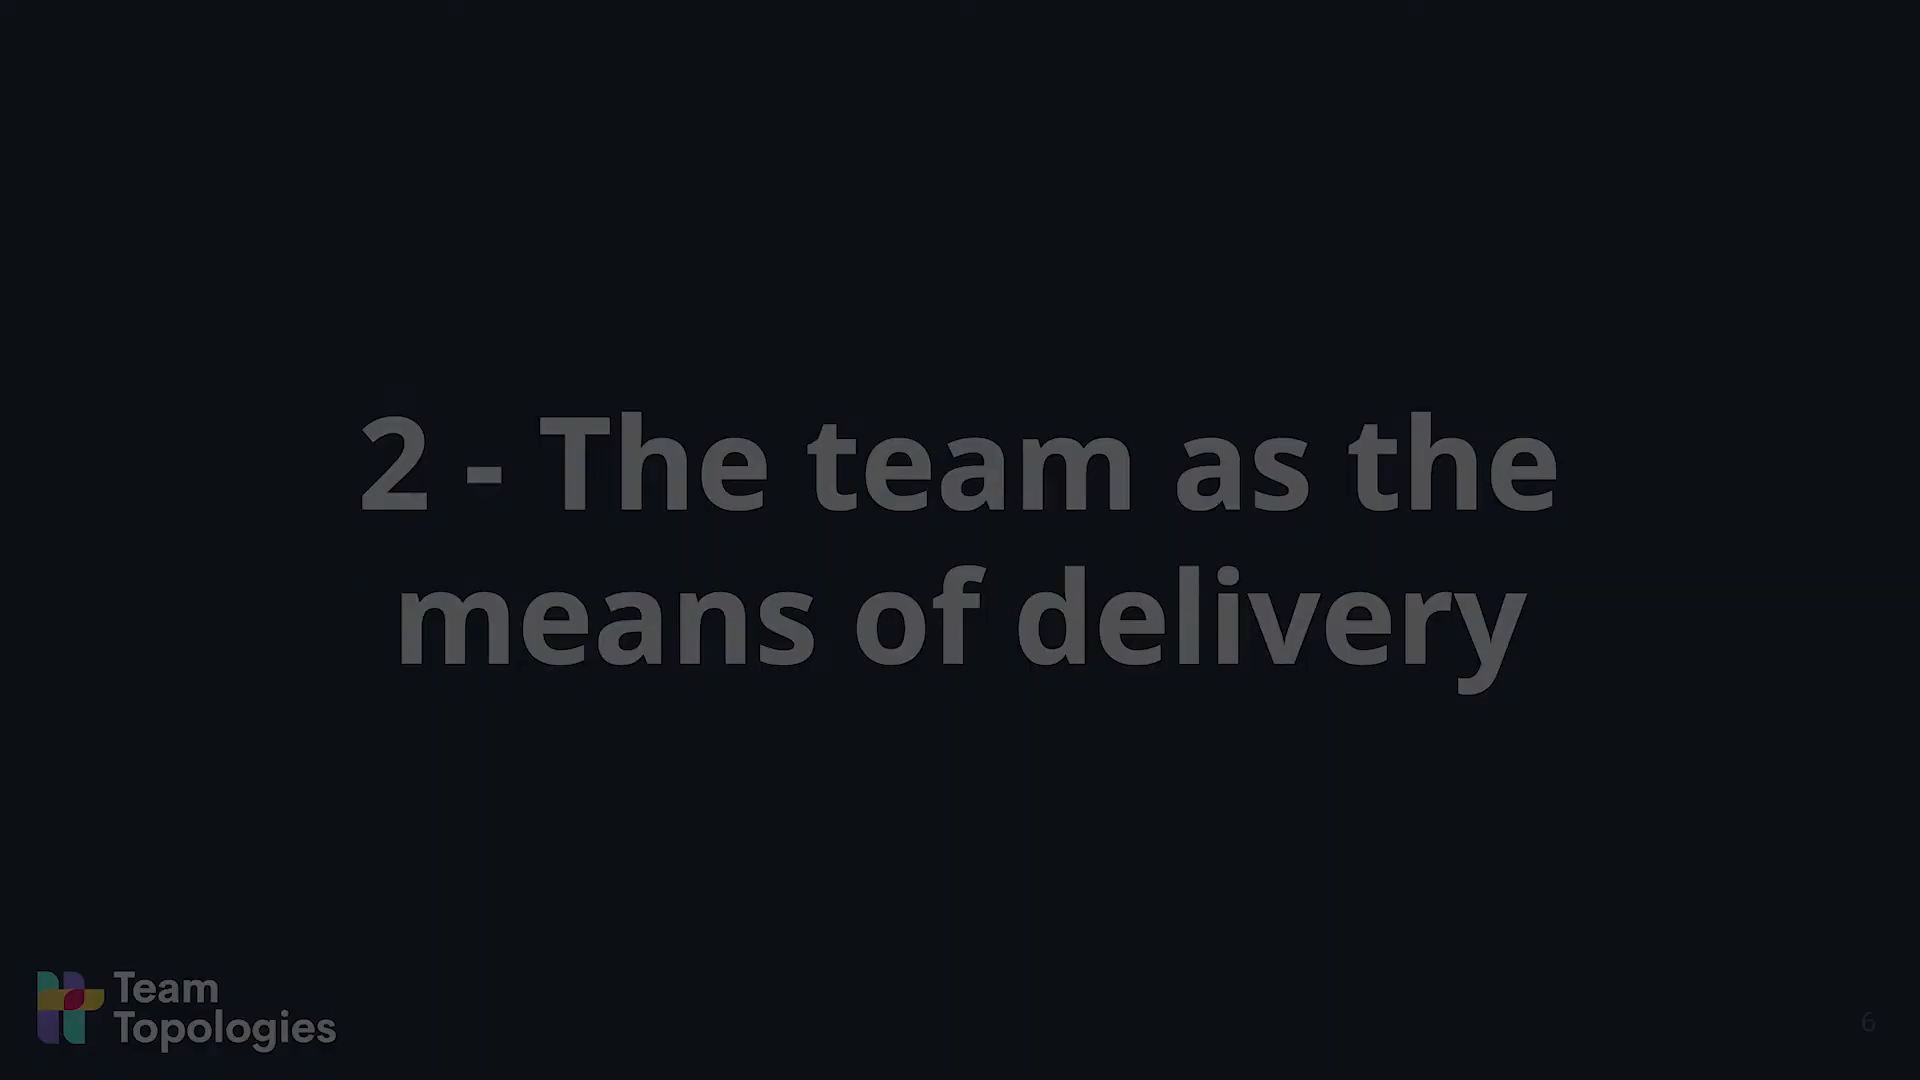 2 - The team as the
means of delivery
Team
Topologies
6